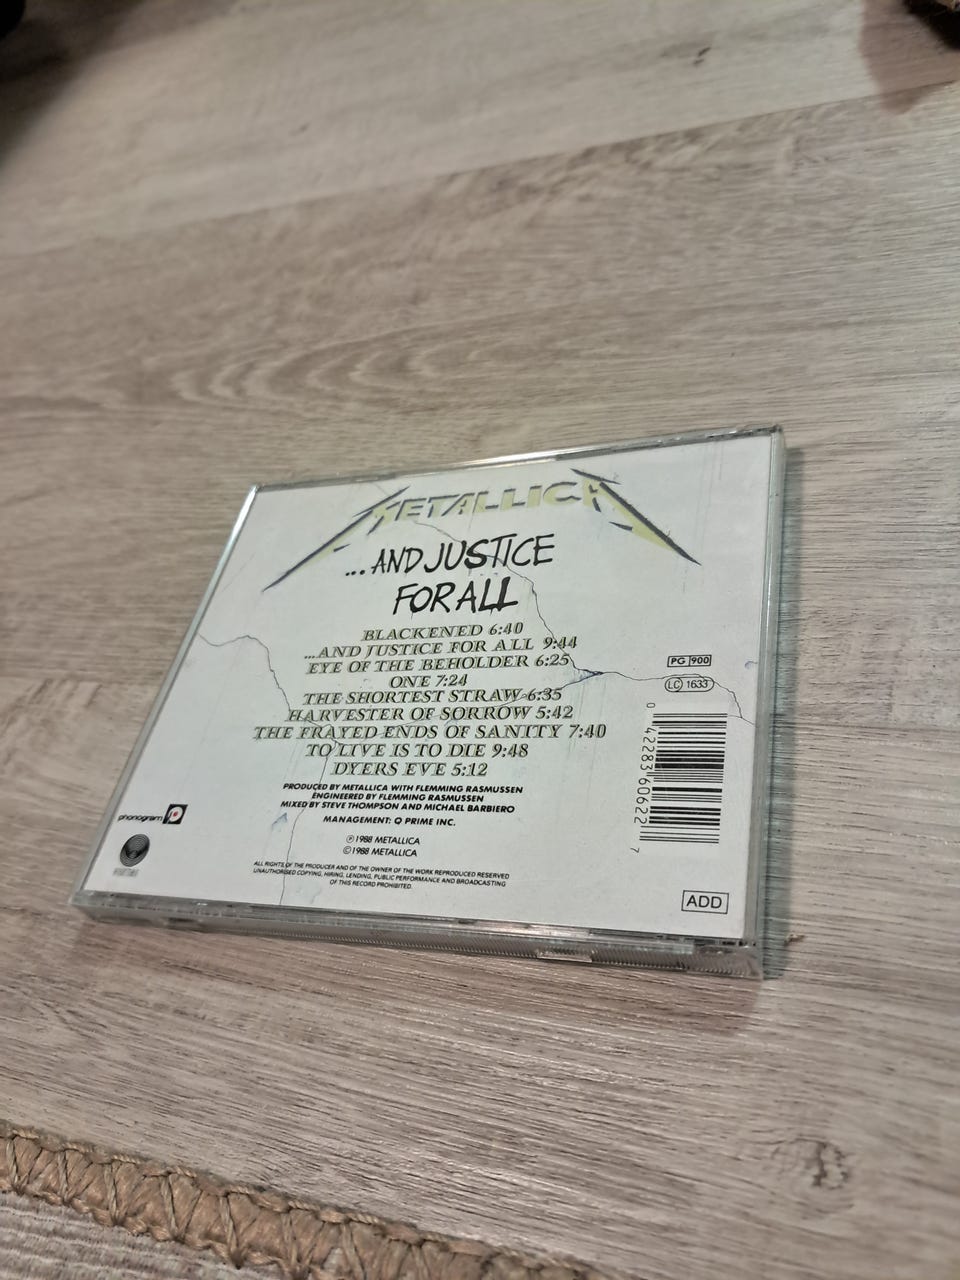 METALLICA
...AND JUSTICE
FOR ALL
BLACKENED 6:40
...AND JUSTICE FOR ALL 9:44
EYE OF THE BEHOLDER 6:25
ONE 7:24
THE SHORTEST STRAW 6:35
HARVESTER OF SORROW 5:42
THE FRAYED ENDS OF SANITY 7:40
TO LIVE IS TO DIE 9:48
DYERS EVE 5:12
PRODUCED BY METALLICA WITH FLEMMING RASMUSSEN
ENGINEERED BY FLEMMING RASMUSSEN
MIXED BY STEVE THOMPSON AND MICHAEL BARBIERO
MANAGEMENT: Q PRIME INC.
℗ 1988 METALLICA
© 1988 METALLICA
ALL RIGHTS OF THE PRODUCER AND OF THE OWNER OF THE WORK REPRODUCED RESERVED
UNAUTHORISED COPYING, HIRING, LENDING, PUBLIC PERFORMANCE AND BROADCASTING
OF THIS RECORD PROHIBITED.
phonogram
PG 900
LC 1633
0 42283 60622 7
ADD